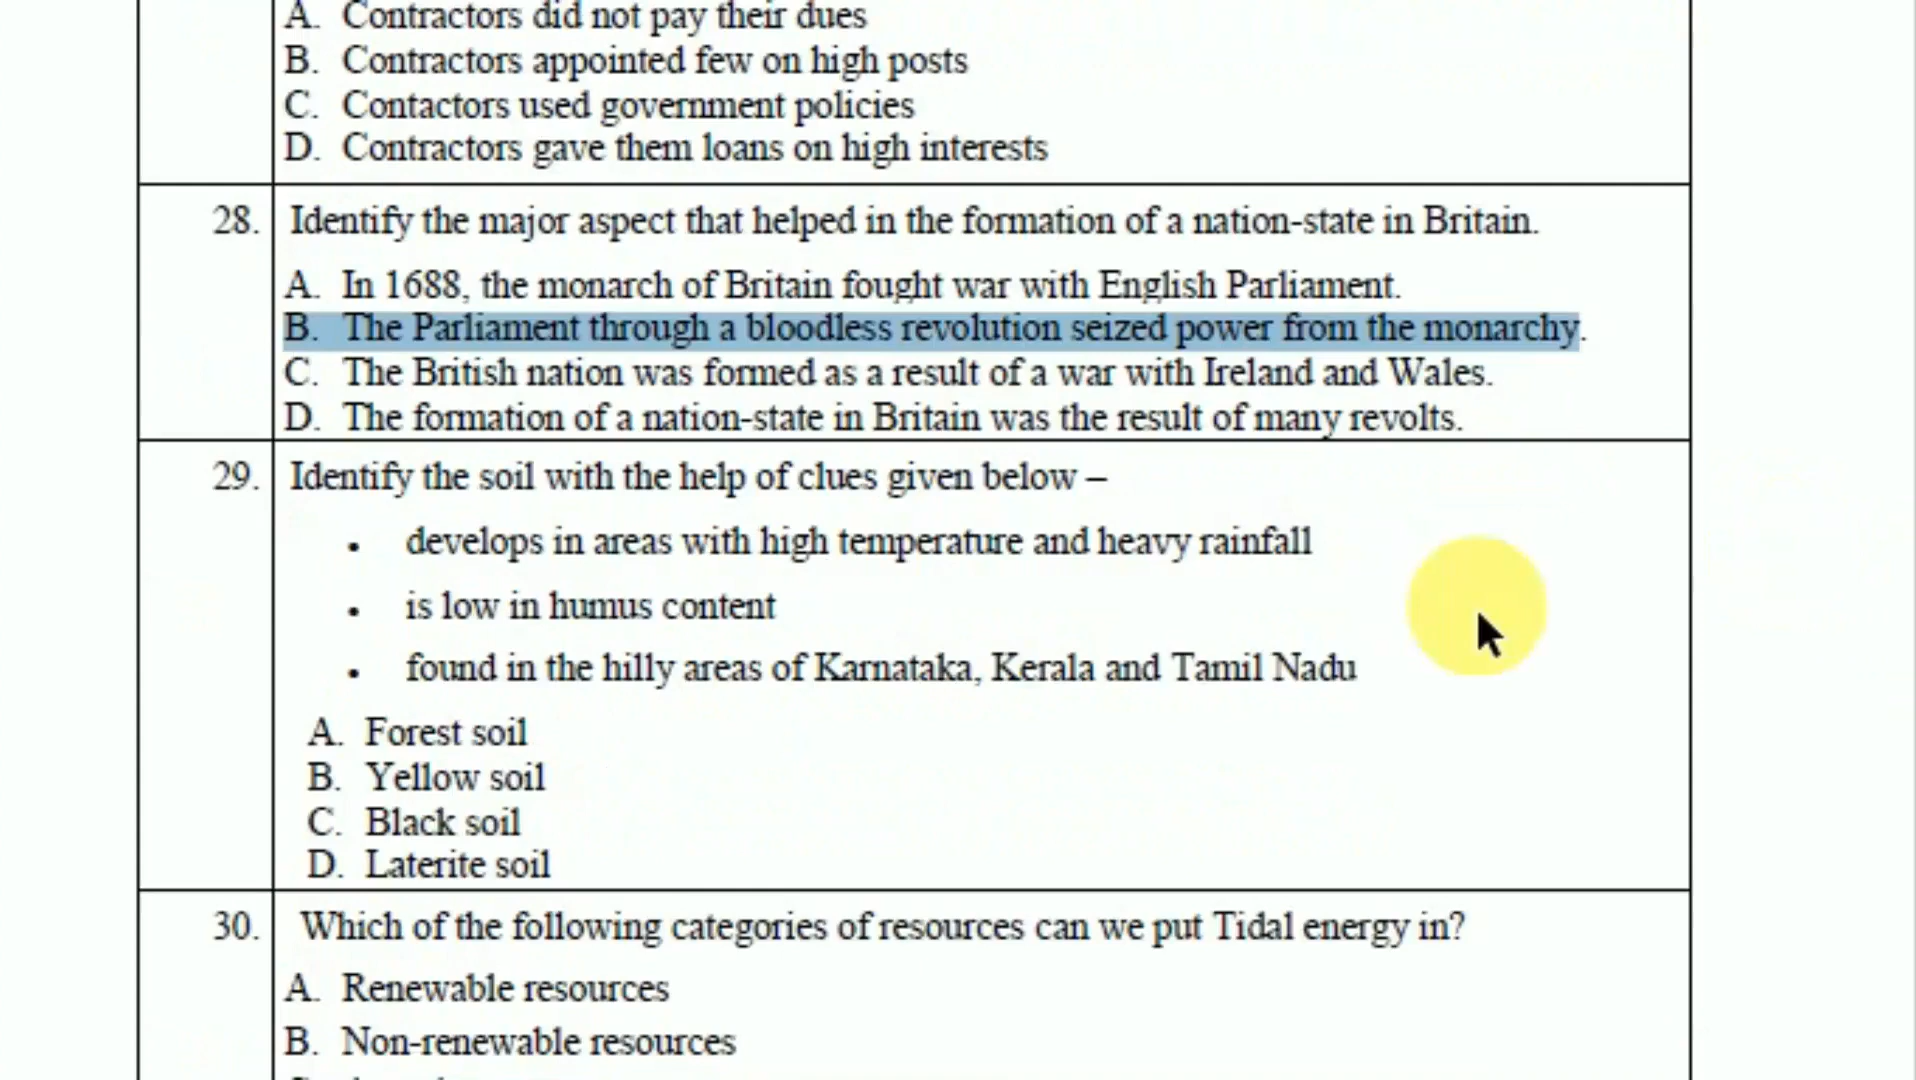 A. Contractors did not pay their dues
B. Contractors appointed few on high posts
C. Contactors used government policies
D. Contractors gave them loans on high interests
28. Identify the major aspect that helped in the formation of a nation-state in Britain.
A. In 1688, the monarch of Britain fought war with English Parliament.
B. The Parliament through a bloodless revolution seized power from the monarchy.
C. The British nation was formed as a result of a war with Ireland and Wales.
D. The formation of a nation-state in Britain was the result of many revolts.
29. Identify the soil with the help of clues given below –
• develops in areas with high temperature and heavy rainfall
• is low in humus content
• found in the hilly areas of Karnataka, Kerala and Tamil Nadu
A. Forest soil
B. Yellow soil
C. Black soil
D. Laterite soil
30. Which of the following categories of resources can we put Tidal energy in?
A. Renewable resources
B. Non-renewable resources